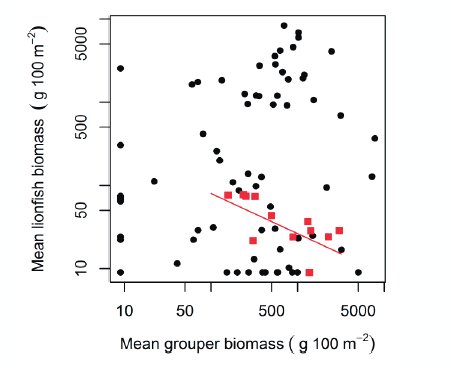 Mean lionfish biomass ( g 100 m⁻²)
5000
500
50
10
10 50 500 5000
Mean grouper biomass ( g 100 m⁻²)